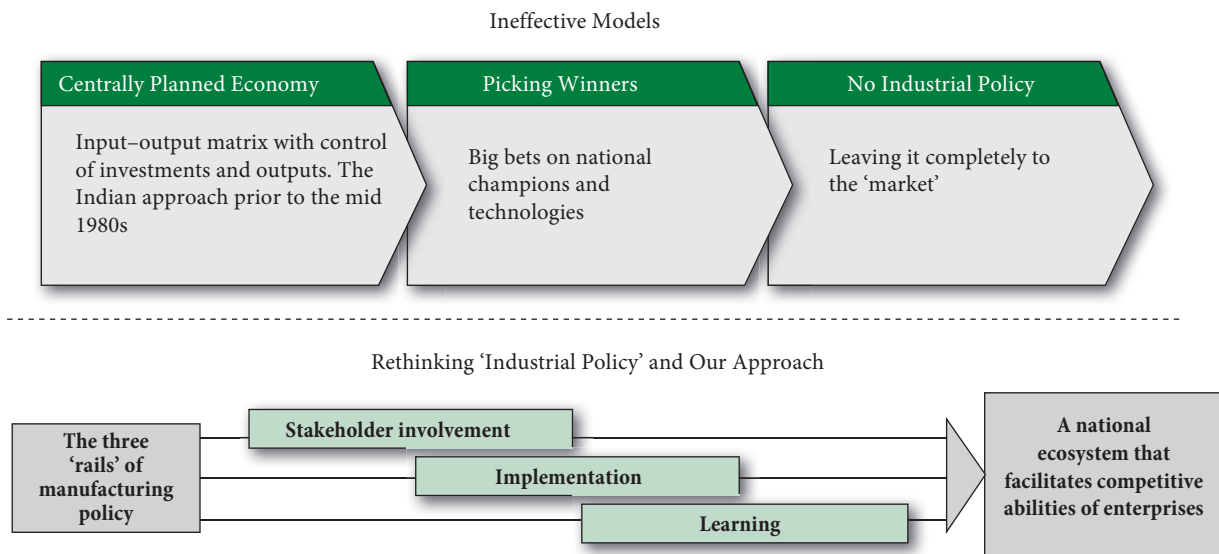 Ineffective Models
Centrally Planned Economy
Input–output matrix with control
of investments and outputs. The
Indian approach prior to the mid
1980s
Picking Winners
Big bets on national
champions and
technologies
No Industrial Policy
Leaving it completely to
the ‘market’
Rethinking ‘Industrial Policy’ and Our Approach
The three
‘rails’ of
manufacturing
policy
Stakeholder involvement
Implementation
Learning
A national
ecosystem that
facilitates competitive
abilities of enterprises